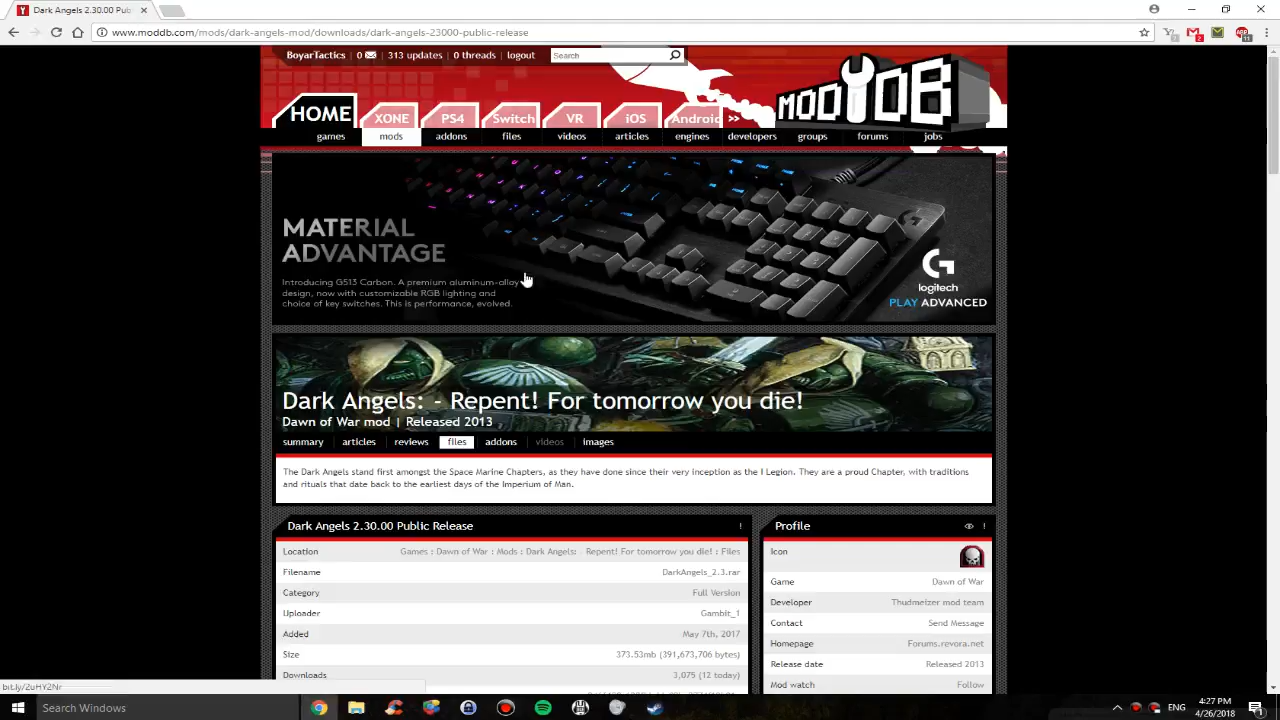 Dark Angels 2.30.00 Pub
www.moddb.com/mods/dark-angels-mod/downloads/dark-angels-23000-public-release
BoyarTactics | 0 | 313 updates | 0 threads | logout
Search
MODDB
HOME XONE PS4 Switch VR iOS Android >>
games mods addons files videos articles engines developers groups forums jobs
MATERIAL
ADVANTAGE
Introducing G513 Carbon. A premium aluminum-alloy
design, now with customizable RGB lighting and
choice of key switches. This is performance, evolved.
logitech
PLAY ADVANCED
Dark Angels: - Repent! For tomorrow you die!
Dawn of War mod | Released 2013
summary articles reviews files addons videos images
The Dark Angels stand first amongst the Space Marine Chapters, as they have done since their very inception as the I Legion. They are a proud Chapter, with traditions
and rituals that date back to the earliest days of the Imperium of Man.
Dark Angels 2.30.00 Public Release !
Location Games : Dawn of War : Mods : Dark Angels: - Repent! For tomorrow you die! : Files
Filename DarkAngels_2.3.rar
Category Full Version
Uploader Gambit_1
Added May 7th, 2017
Size 373.53mb (391,673,706 bytes)
Downloads 3,075 (12 today)
Profile !
Icon
Game Dawn of War
Developer Thudmeizer mod team
Contact Send Message
Homepage Forums.revora.net
Release date Released 2013
Mod watch Follow
bit.ly/2uHY2Nr
Search Windows
ENG
4:27 PM
4/26/2018